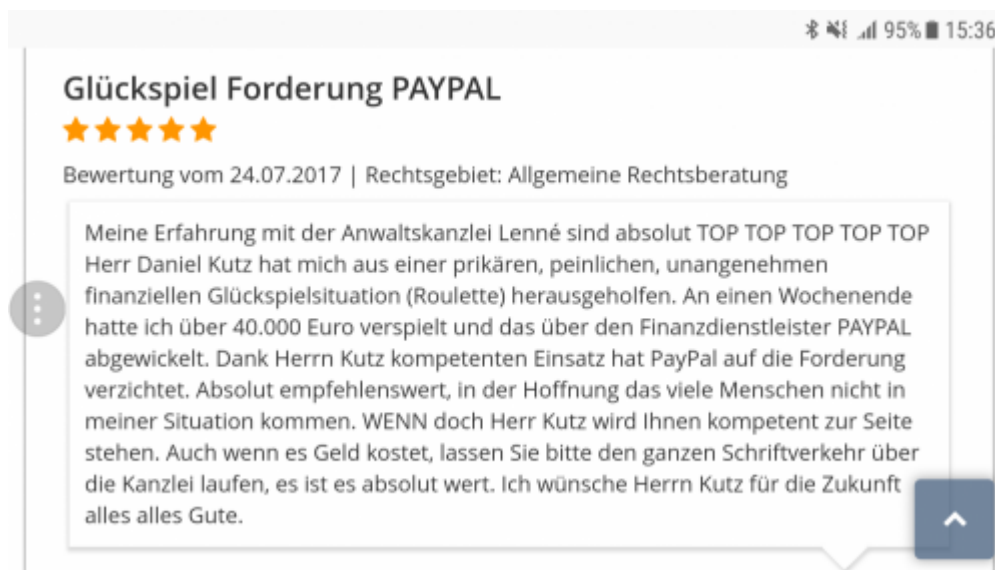 95% 15:36
Glückspiel Forderung PAYPAL
Bewertung vom 24.07.2017 | Rechtsgebiet: Allgemeine Rechtsberatung
Meine Erfahrung mit der Anwaltskanzlei Lenné sind absolut TOP TOP TOP TOP TOP
Herr Daniel Kutz hat mich aus einer prikären, peinlichen, unangenehmen
finanziellen Glückspielsituation (Roulette) herausgeholfen. An einen Wochenende
hatte ich über 40.000 Euro verspielt und das über den Finanzdienstleister PAYPAL
abgewickelt. Dank Herrn Kutz kompetenten Einsatz hat PayPal auf die Forderung
verzichtet. Absolut empfehlenswert, in der Hoffnung das viele Menschen nicht in
meiner Situation kommen. WENN doch Herr Kutz wird Ihnen kompetent zur Seite
stehen. Auch wenn es Geld kostet, lassen Sie bitte den ganzen Schriftverkehr über
die Kanzlei laufen, es ist es absolut wert. Ich wünsche Herrn Kutz für die Zukunft
alles alles Gute.